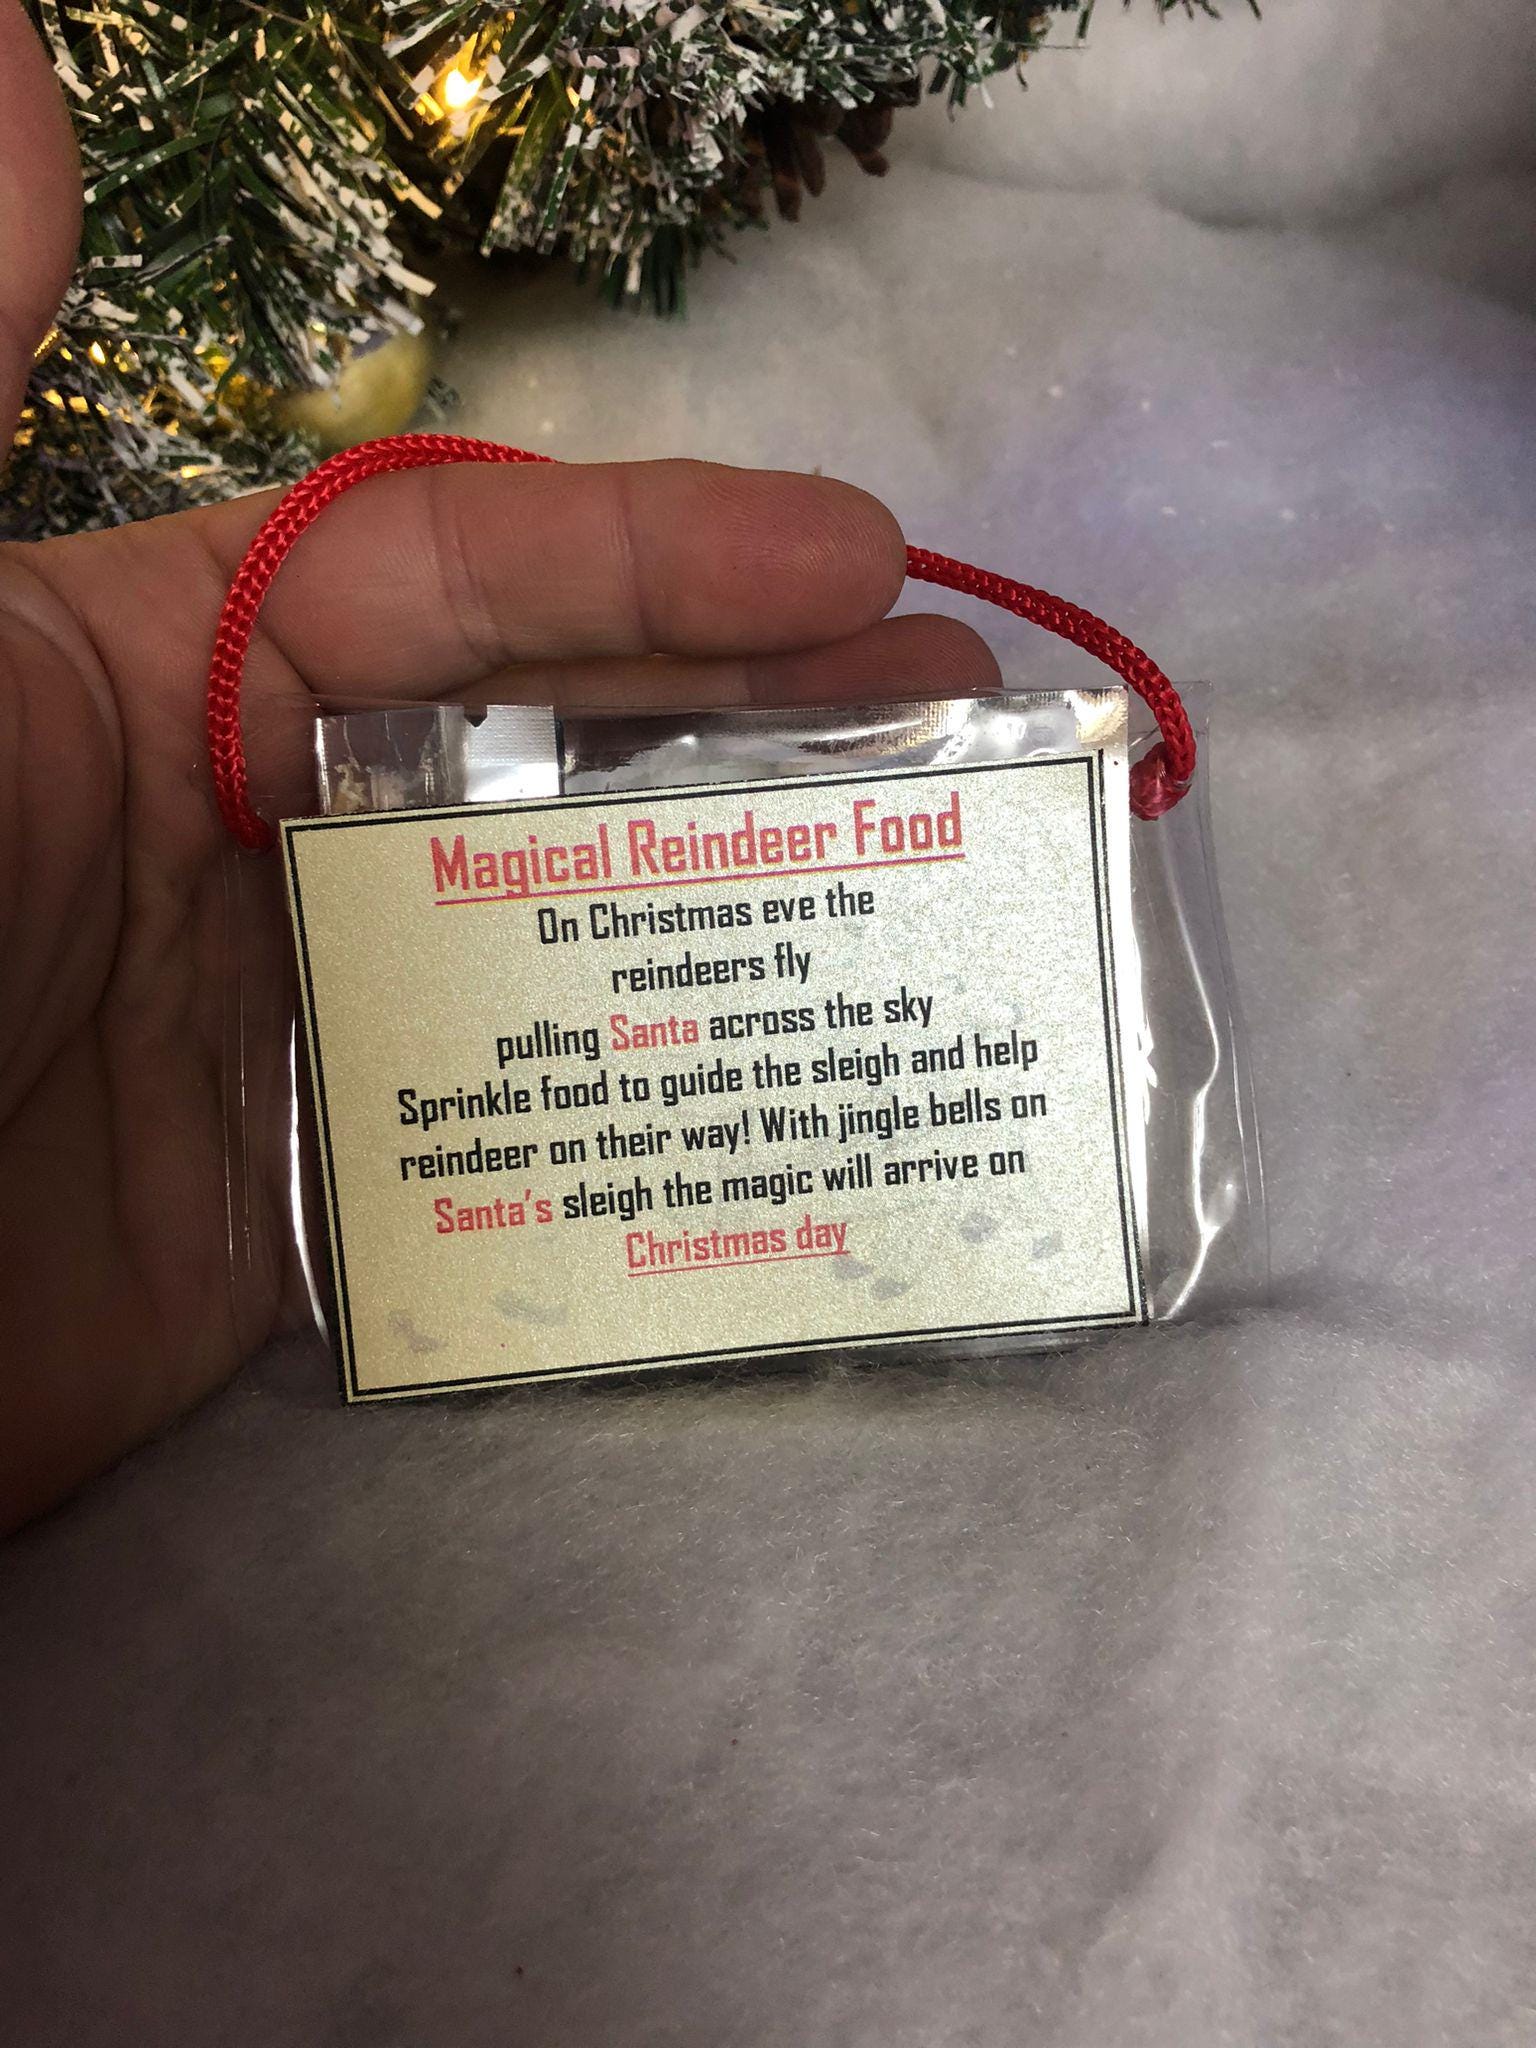 Magical Reindeer Food
On Christmas eve the
reindeers fly
pulling Santa across the sky
Sprinkle food to guide the sleigh and help
reindeer on their way! With jingle bells on
Santa's sleigh the magic will arrive on
Christmas day